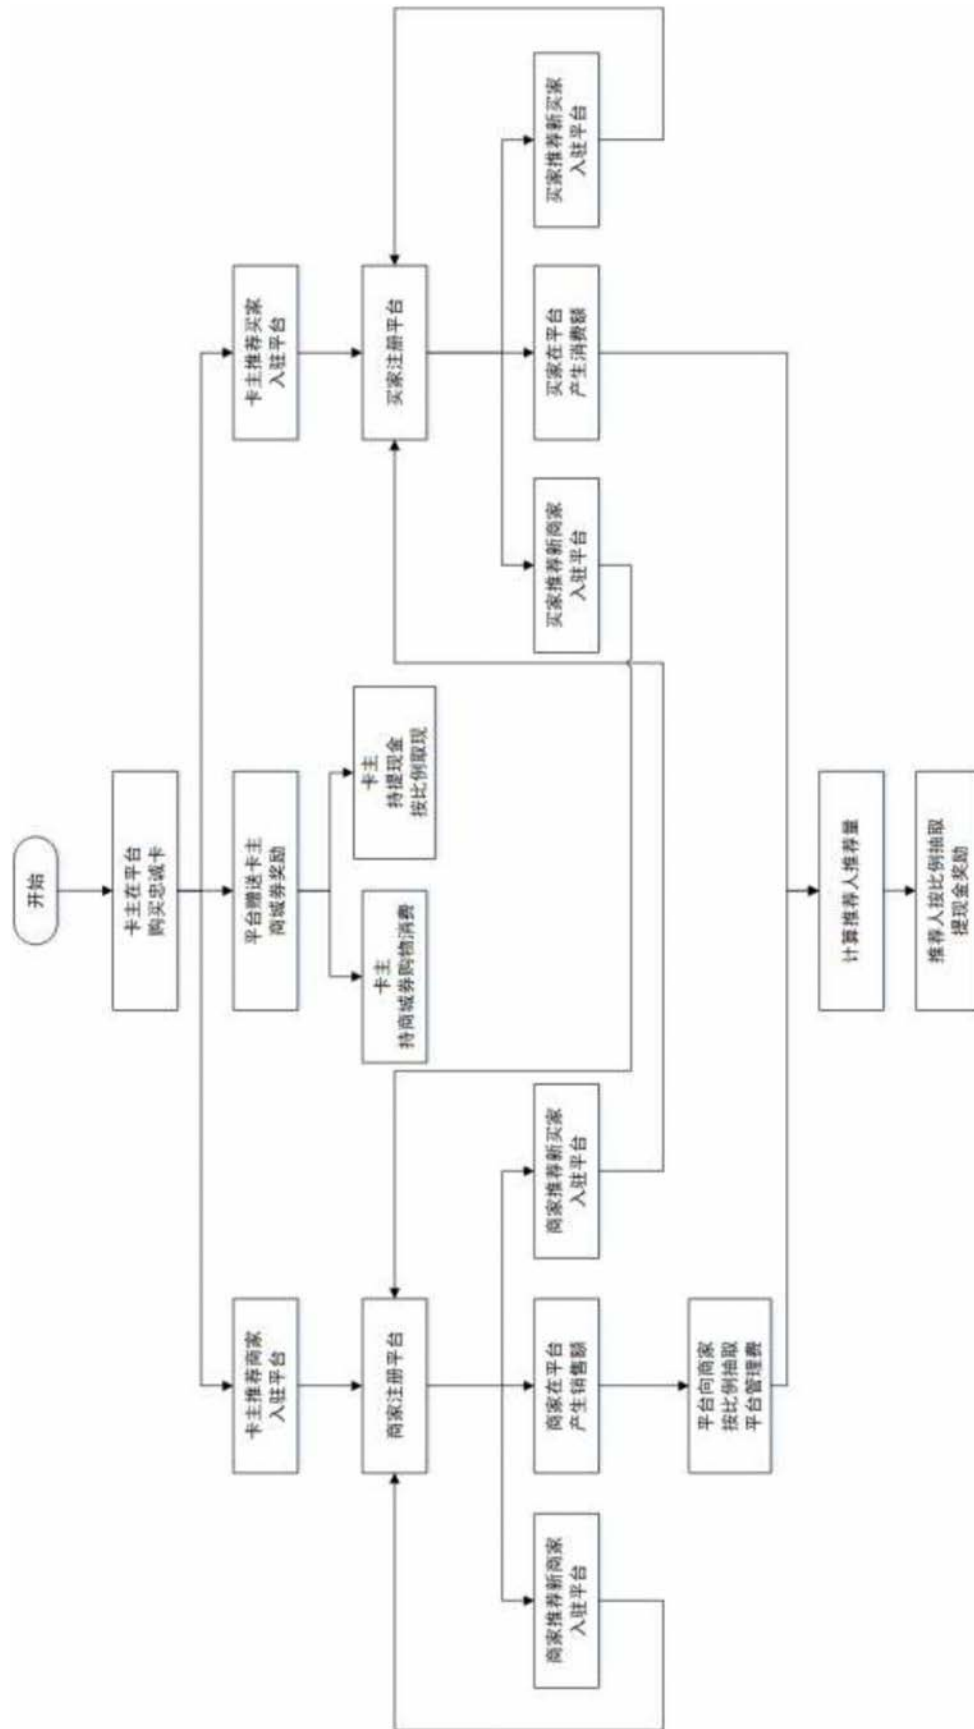 开始
卡主在平台
购买忠诚卡
卡主推荐商家
入驻平台
平台赠送卡主
商城券奖励
卡主推荐买家
入驻平台
商家注册平台
卡主
持商城券购物消费
卡主
持提现金
按比例取现
买家注册平台
商家推荐新商家
入驻平台
商家在平台
产生销售额
商家推荐新买家
入驻平台
买家推荐新商家
入驻平台
买家在平台
产生消费额
买家推荐新买家
入驻平台
平台向商家
按比例抽取
平台管理费
计算推荐人推荐量
推荐人按比例抽取
提现金奖励